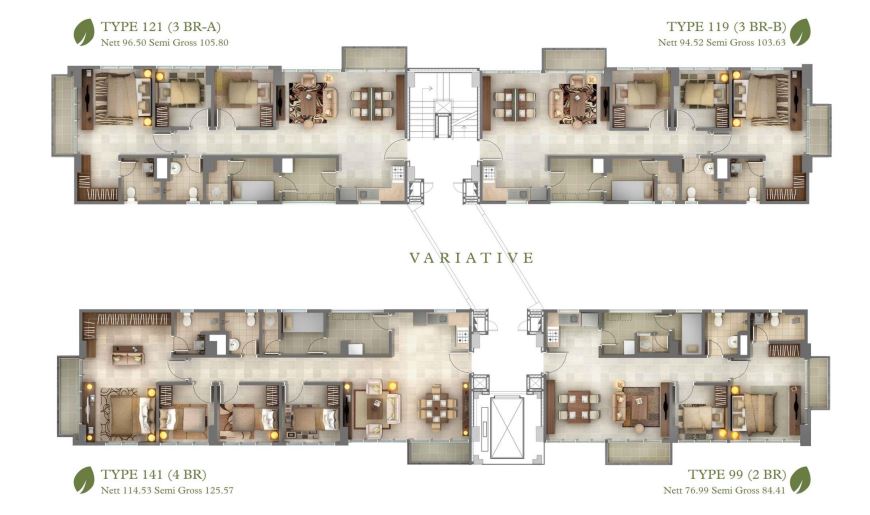 TYPE 121 (3 BR-A)
Nett 96.50 Semi Gross 105.80
TYPE 119 (3 BR-B)
Nett 94.52 Semi Gross 103.63
VARIATIVE
TYPE 141 (4 BR)
Nett 114.53 Semi Gross 125.57
TYPE 99 (2 BR)
Nett 76.99 Semi Gross 84.41